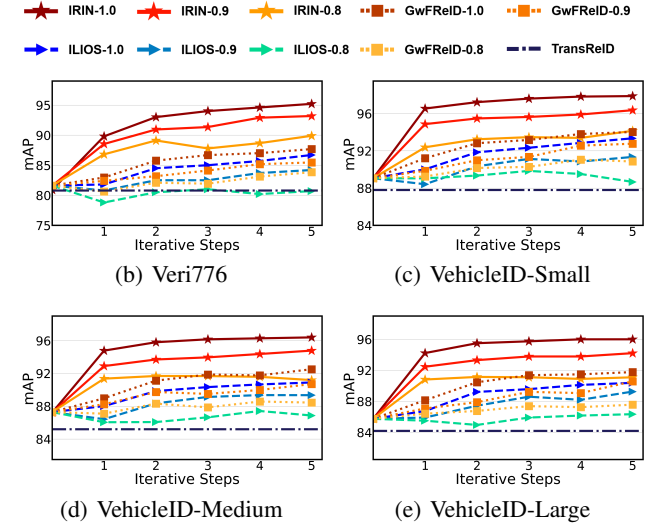 IRIN-1.0 IRIN-0.9 IRIN-0.8 GwFReID-1.0 GwFReID-0.9
ILIOS-1.0 ILIOS-0.9 ILIOS-0.8 GwFReID-0.8 TransReID
95
90
85
80
75
mAP
1 2 3 4 5
Iterative Steps
(b) Veri776
96
92
88
84
mAP
1 2 3 4 5
Iterative Steps
(c) VehicleID-Small
96
92
88
84
mAP
1 2 3 4 5
Iterative Steps
(d) VehicleID-Medium
96
92
88
84
mAP
1 2 3 4 5
Iterative Steps
(e) VehicleID-Large